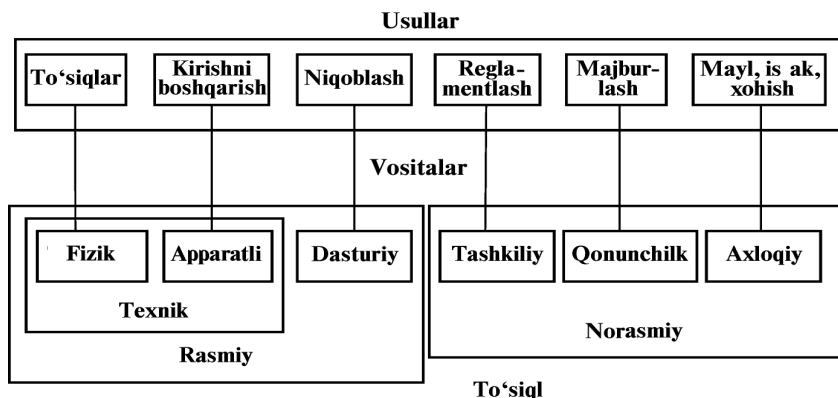 Usullar
To‘siqlar
Kirishni
boshqarish
Niqoblash
Regla-
mentlash
Majbur-
lash
Mayl, is ak,
xohish
Vositalar
Fizik
Apparatli
Dasturiy
Tashkiliy
Qonunchilk
Axloqiy
Texnik
Rasmiy
Norasmiy
To‘siql